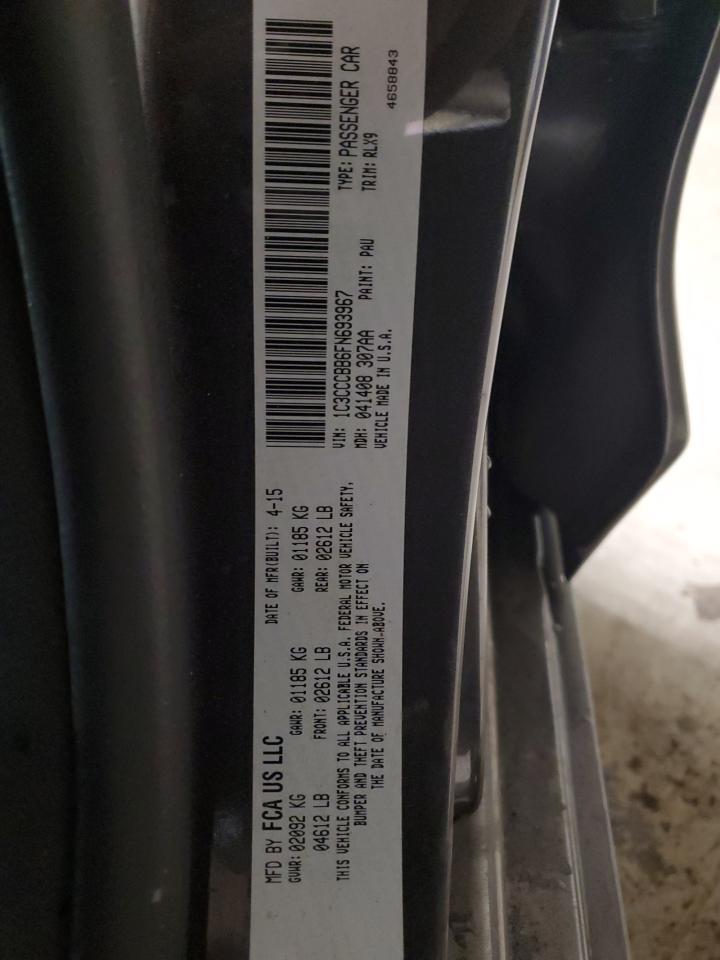 MFD BY FCA US LLC
DATE OF MFR(BUILT): 4-15
GVWR: 02092 KG
04612 LB
GAWR: 01185 KG
FRONT: 02612 LB
GAWR: 01185 KG
REAR: 02612 LB
THIS VEHICLE CONFORMS TO ALL APPLICABLE U.S.A. FEDERAL MOTOR VEHICLE SAFETY,
BUMPER AND THEFT PREVENTION STANDARDS IN EFFECT ON
THE DATE OF MANUFACTURE SHOWN-ABOVE.
VIN: 1C3CCCBB6FN693967
TYPE: PASSENGER CAR
MDH: 041408 307AA
PAINT: PAU
TRIM: RLX9
VEHICLE MADE IN U.S.A.
4658843